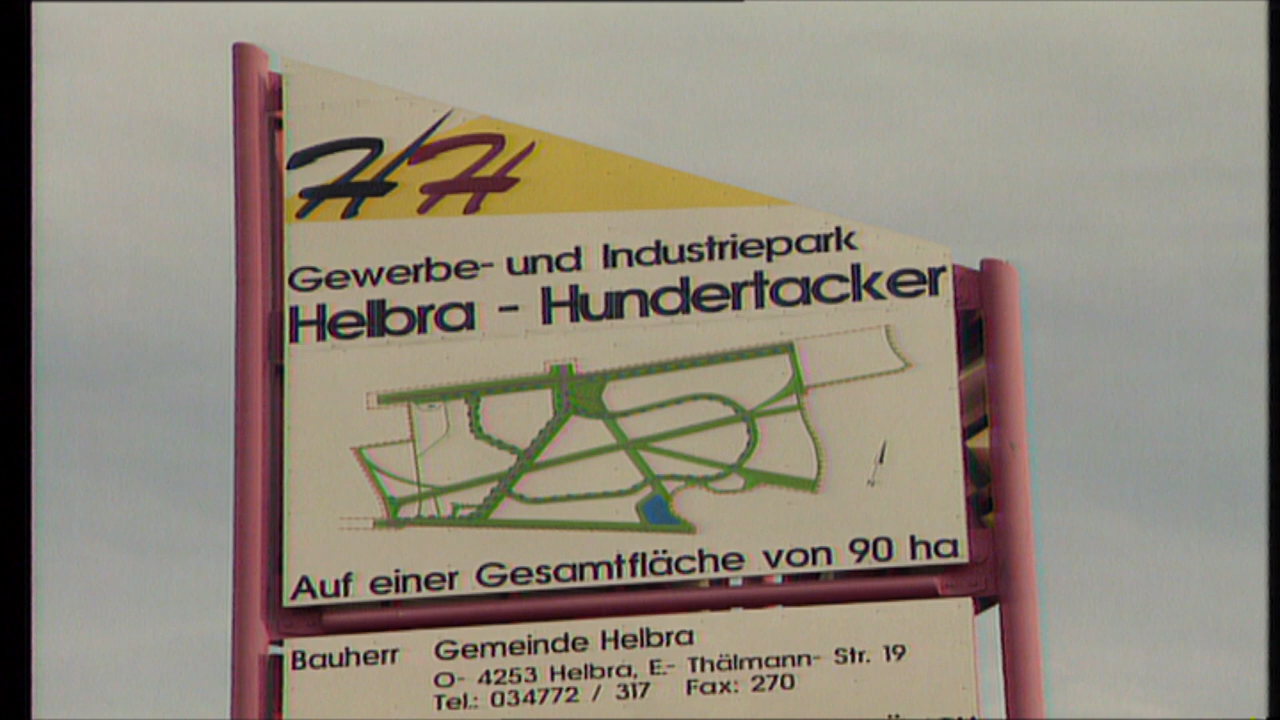 HH
Gewerbe- und Industriepark
Helbra - Hundertacker
Auf einer Gesamtfläche von 90 ha
Bauherr Gemeinde Helbra
O- 4253 Helbra, E.- Thälmann- Str. 19
Tel.: 034772 / 317 Fax: 270